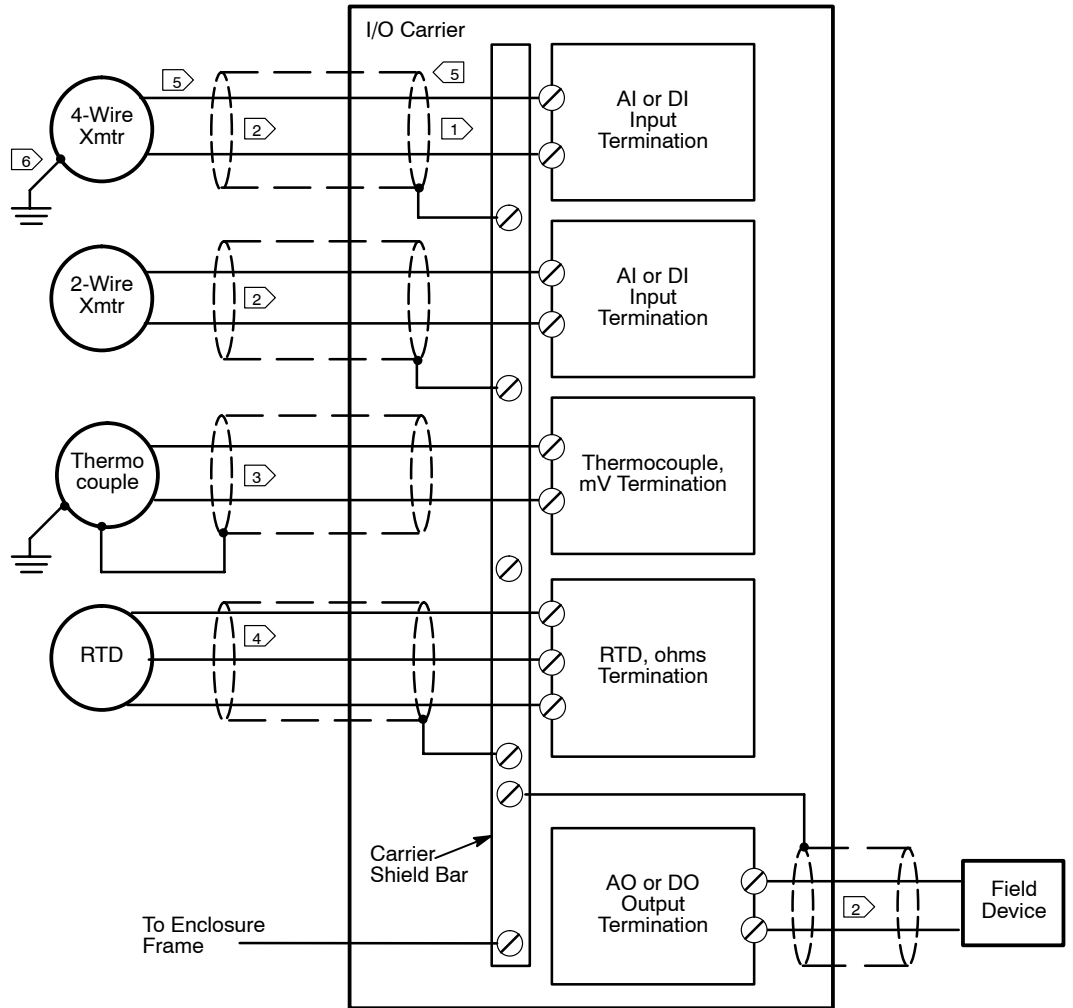 I/O Carrier
5
5
4-Wire
Xmtr
2
1
6
AI or DI
Input
Termination
2-Wire
Xmtr
2
AI or DI
Input
Termination
Thermo
couple
3
Thermocouple,
mV Termination
RTD
4
RTD, ohms
Termination
Carrier
Shield Bar
AO or DO
Output
Termination
2
Field
Device
To Enclosure
Frame